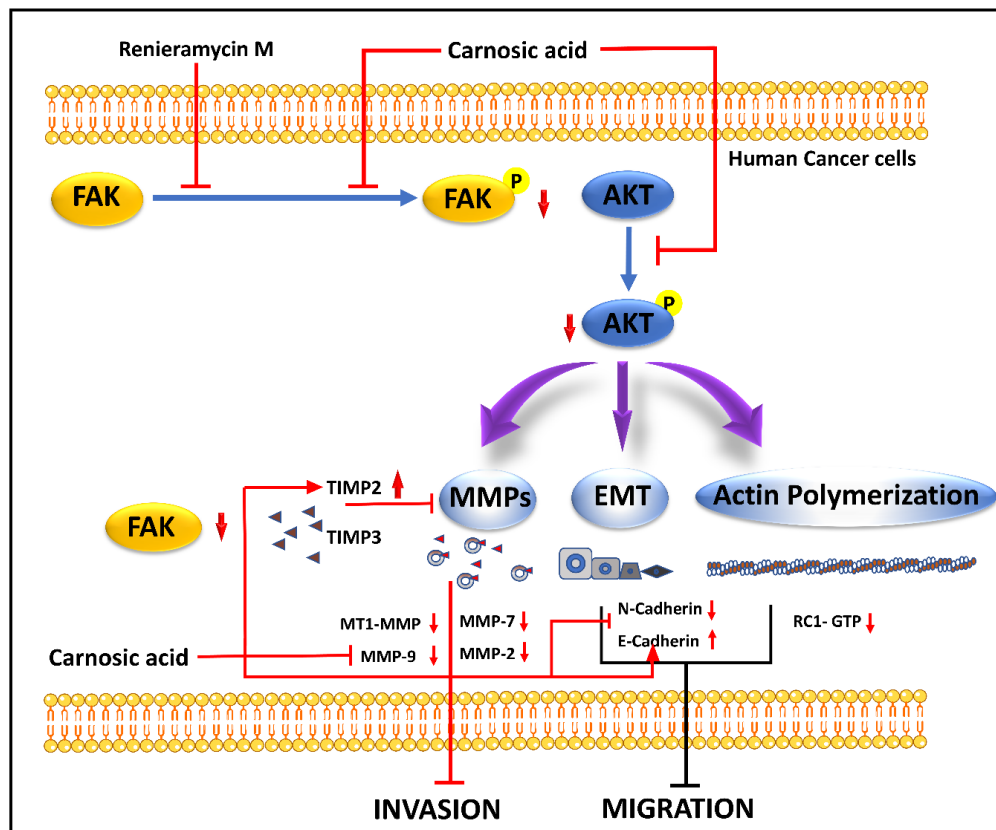 Renieramycin M
Carnosic acid
Human Cancer cells
FAK
FAK
P
AKT
AKT
P
TIMP2
TIMP3
FAK
MMPs
EMT
Actin Polymerization
MT1-MMP
MMP-7
MMP-9
MMP-2
N-Cadherin
E-Cadherin
RC1- GTP
Carnosic acid
INVASION
MIGRATION